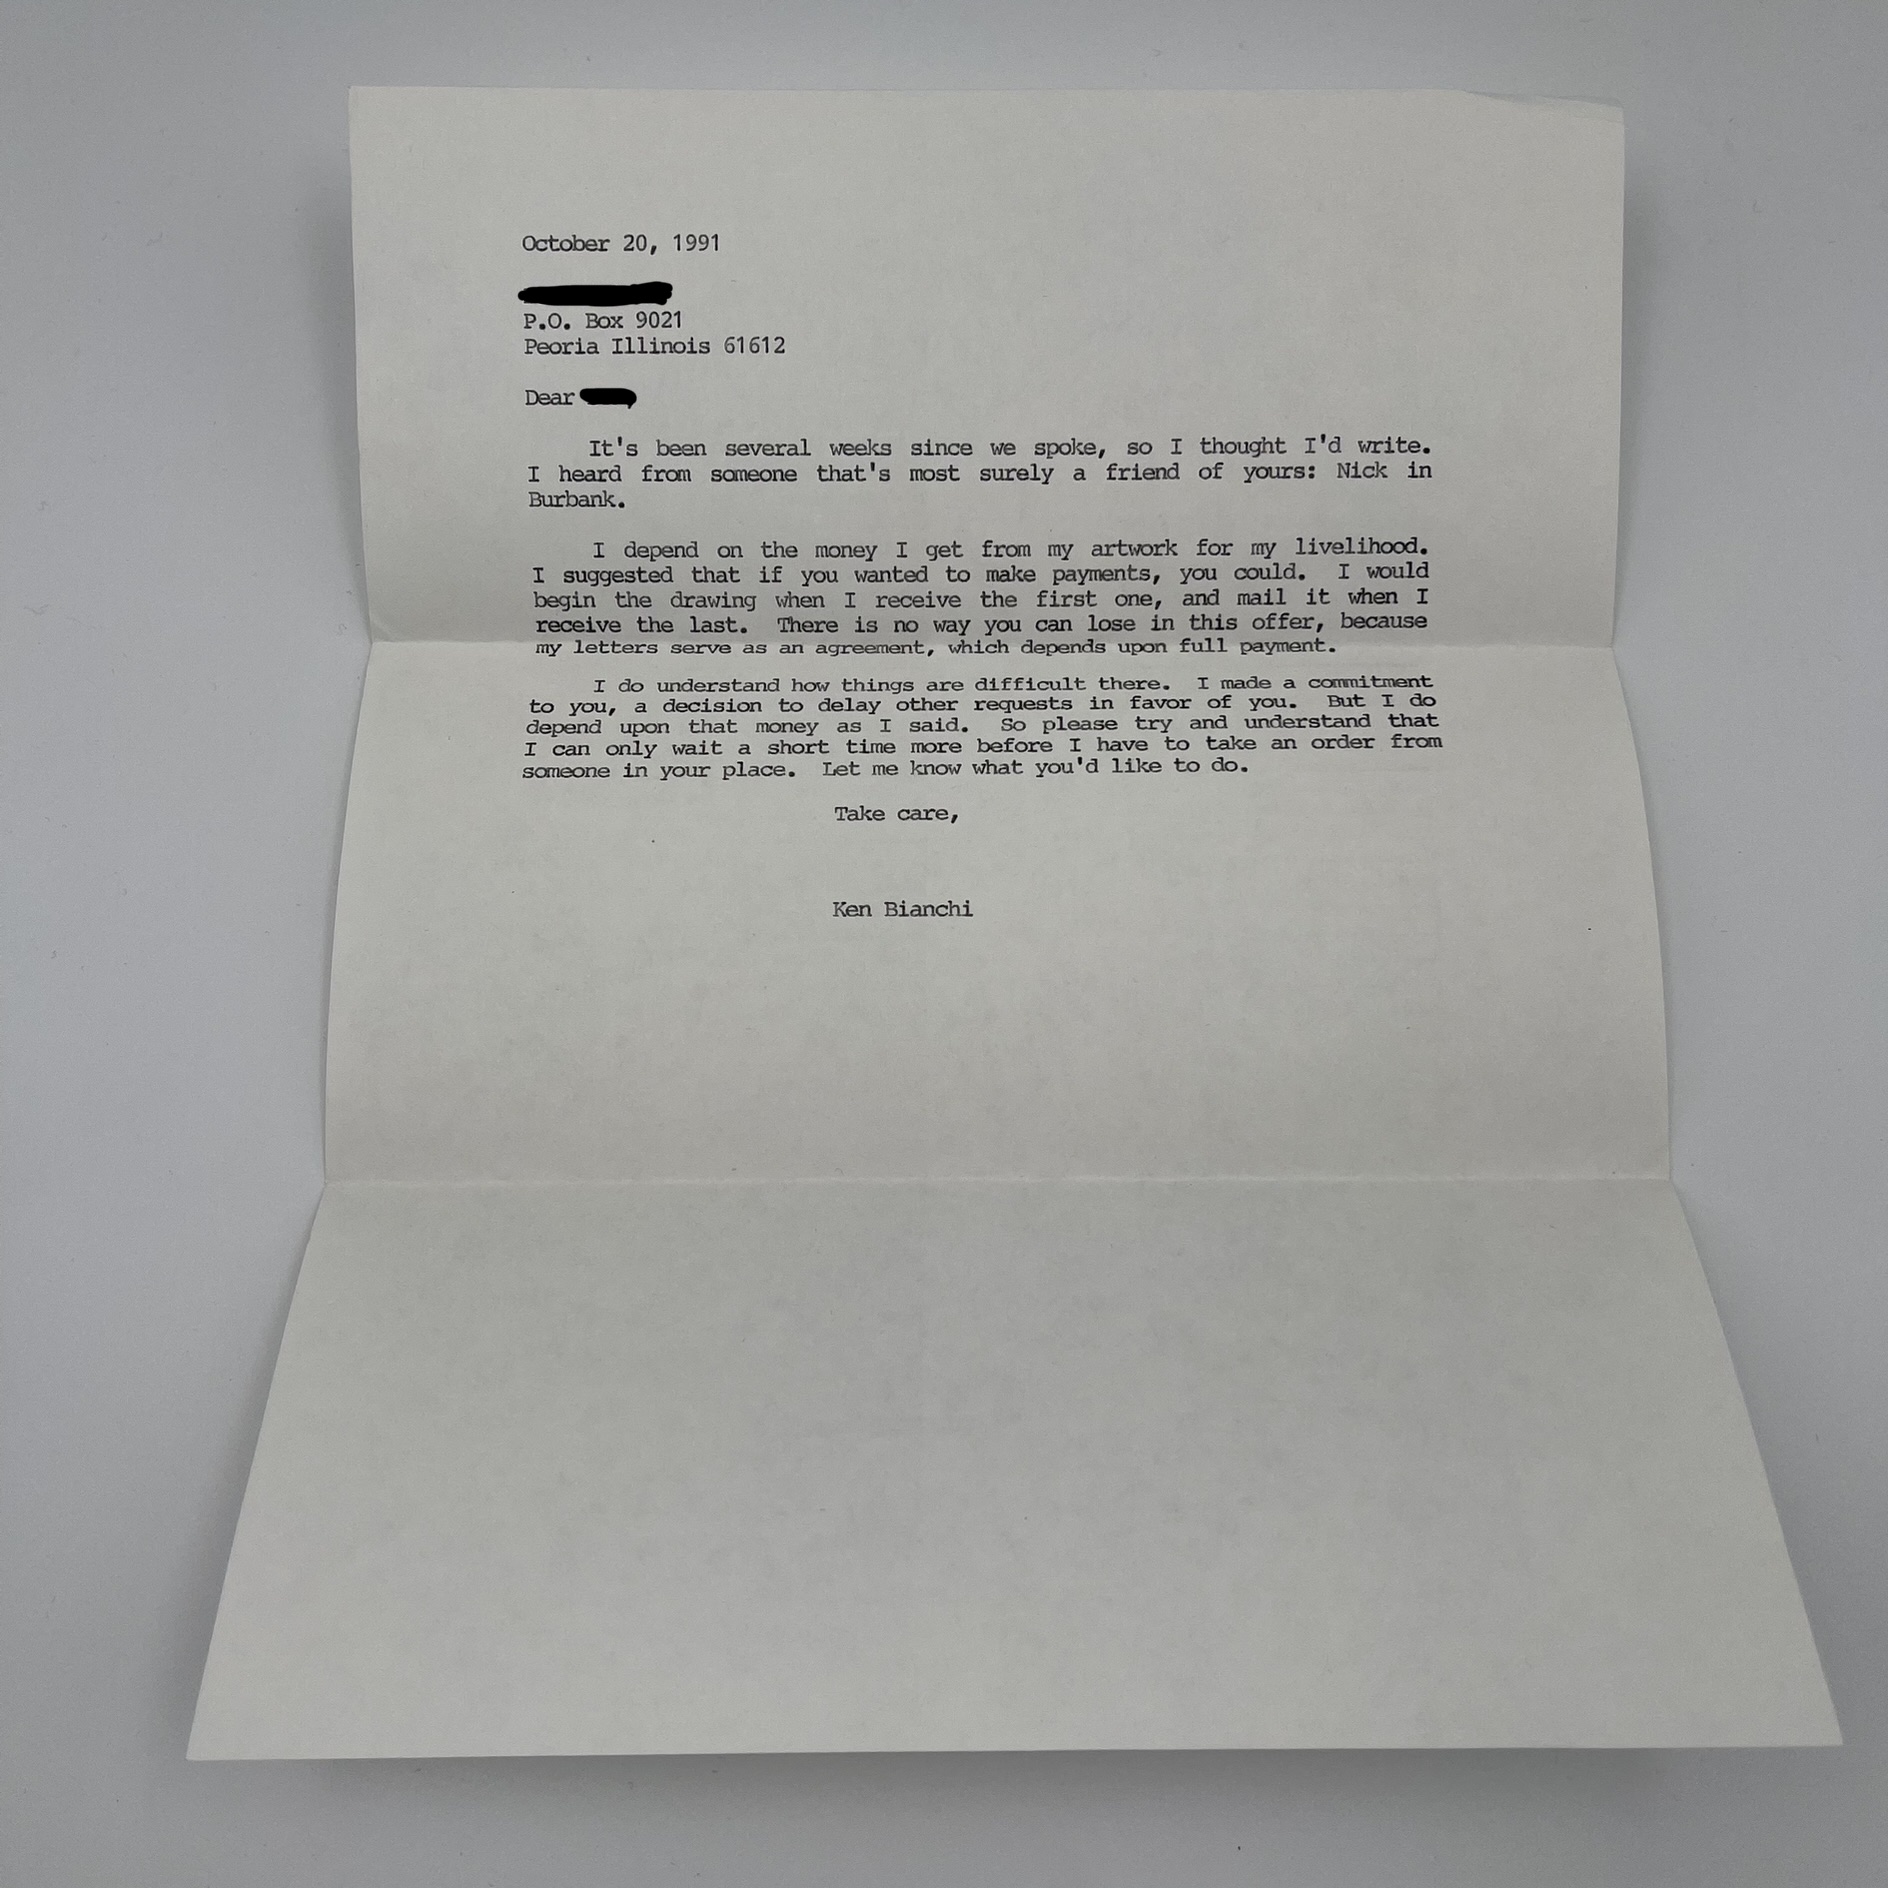 October 20, 1991
P.O. Box 9021
Peoria Illinois 61612
Dear
It's been several weeks since we spoke, so I thought I'd write.
I heard from someone that's most surely a friend of yours: Nick in
Burbank.
I depend on the money I get from my artwork for my livelihood.
I suggested that if you wanted to make payments, you could. I would
begin the drawing when I receive the first one, and mail it when I
receive the last. There is no way you can lose in this offer, because
my letters serve as an agreement, which depends upon full payment.
I do understand how things are difficult there. I made a commitment
to you, a decision to delay other requests in favor of you. But I do
depend upon that money as I said. So please try and understand that
I can only wait a short time more before I have to take an order from
someone in your place. Let me know what you'd like to do.
Take care,
Ken Bianchi